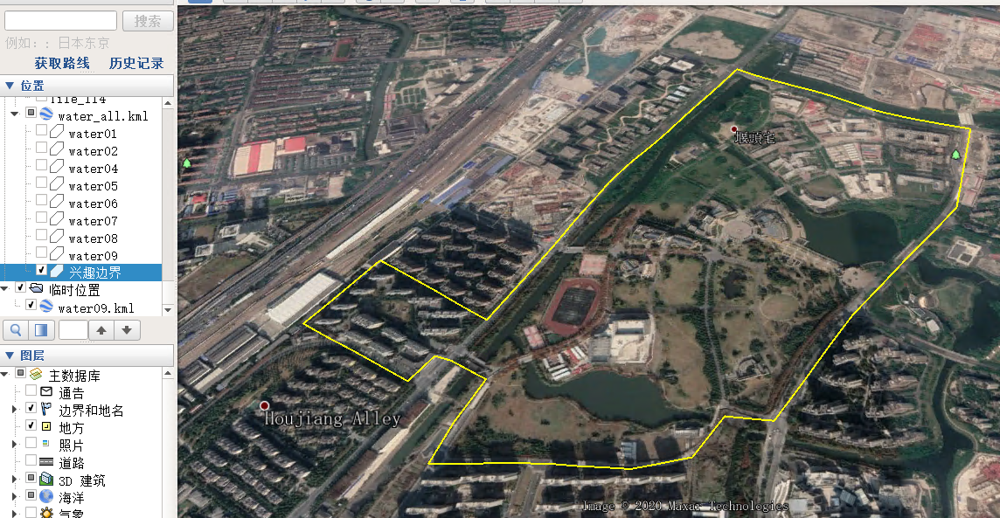 搜索
例如：: 日本东京
获取路线 历史记录
▼ 位置
file_114
water_all.kml
water01
water02
water04
water05
water06
water07
water08
water09
兴趣边界
临时位置
water09.kml
▼ 图层
主数据库
通告
边界和地名
地方
照片
道路
3D 建筑
海洋
气象
堰頭宅
Houjiang Alley
Image © 2020 Maxar Technologies